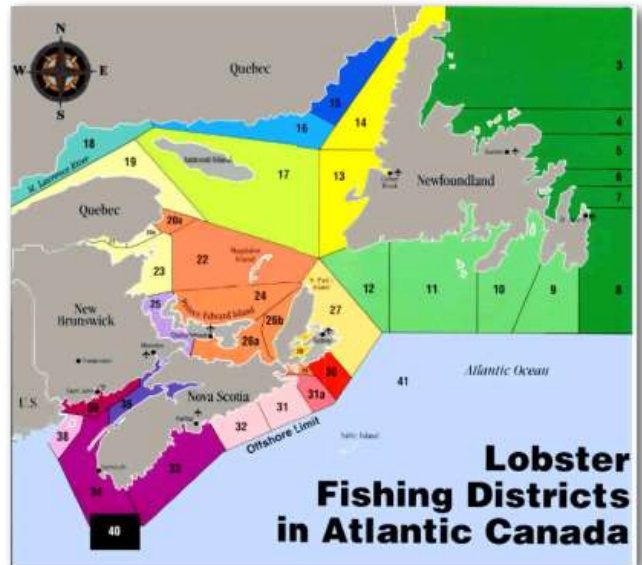 N
W E
S
Quebec
15
16
14
3
4
5
6
7
18
19
St. Lawrence River
Anticosti Island
17
13
Newfoundland
Quebec
20a
22
23
12
11
10
9
8
24
27
25
Prince Edward Island
26a
26b
New
Brunswick
Nova Scotia
U.S.
36
35
38
30
31a
31
32
33
34
40
41
Offshore Limit
Atlantic Ocean
Sable Island
Lobster
Fishing Districts
in Atlantic Canada